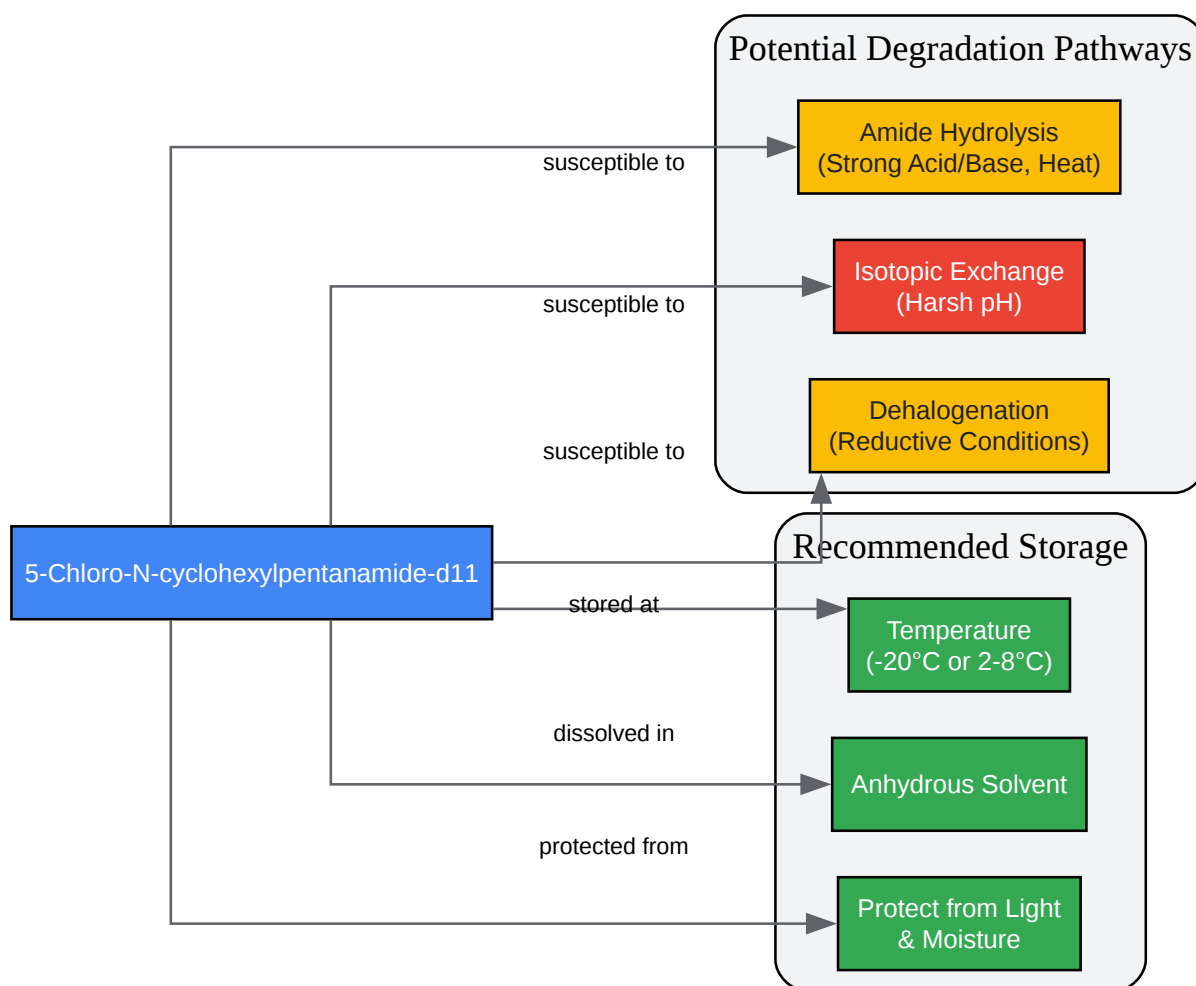 Potential Degradation Pathways
Amide Hydrolysis
(Strong Acid/Base, Heat)
susceptible to
Isotopic Exchange
(Harsh pH)
susceptible to
Dehalogenation
(Reductive Conditions)
susceptible to
5-Chloro-N-cyclohexylpentanamide-d11
Recommended Storage
stored at
Temperature
(-20°C or 2-8°C)
dissolved in
Anhydrous Solvent
protected from
Protect from Light
& Moisture